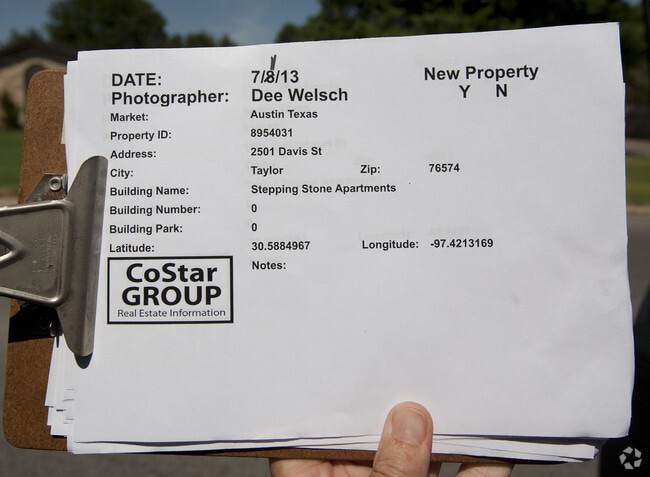 DATE: 7/8/13 New Property
Photographer: Dee Welsch Y N
Market: Austin Texas
Property ID: 8954031
Address: 2501 Davis St
City: Taylor Zip: 76574
Building Name: Stepping Stone Apartments
Building Number: 0
Building Park: 0
Latitude: 30.5884967 Longitude: -97.4213169
Notes:
CoStar
GROUP
Real Estate Information